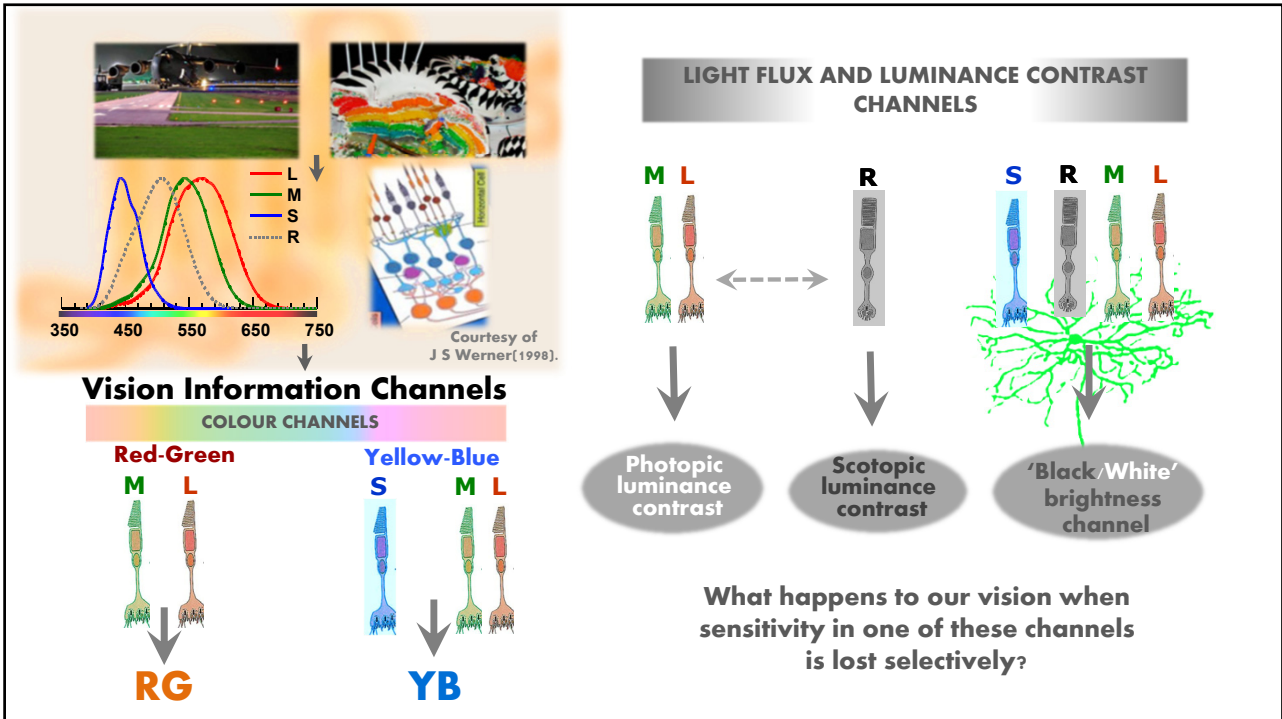 L
M
S
R
350 450 550 650 750
Horizontal Cell
Courtesy of
J S Werner(1998).
Vision Information Channels
COLOUR CHANNELS
Red-Green
M L
RG
Yellow-Blue
S M L
YB
LIGHT FLUX AND LUMINANCE CONTRAST
CHANNELS
M L
Photopic
luminance
contrast
R
Scotopic
luminance
contrast
S R M L
‘Black/White’
brightness
channel
What happens to our vision when
sensitivity in one of these channels
is lost selectively?